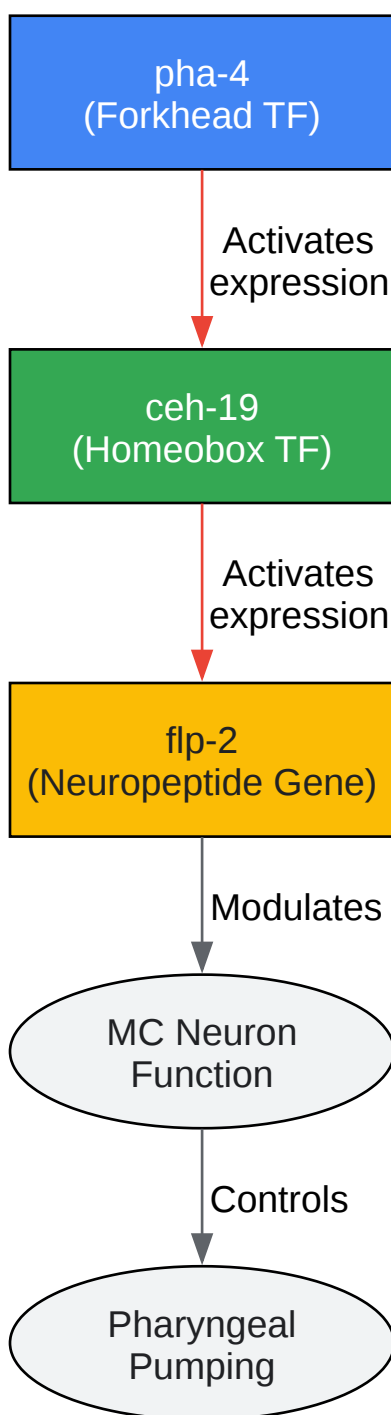 pha-4
(Forkhead TF)
Activates
expression
ceh-19
(Homeobox TF)
Activates
expression
flp-2
(Neuropeptide Gene)
Modulates
MC Neuron
Function
Controls
Pharyngeal
Pumping